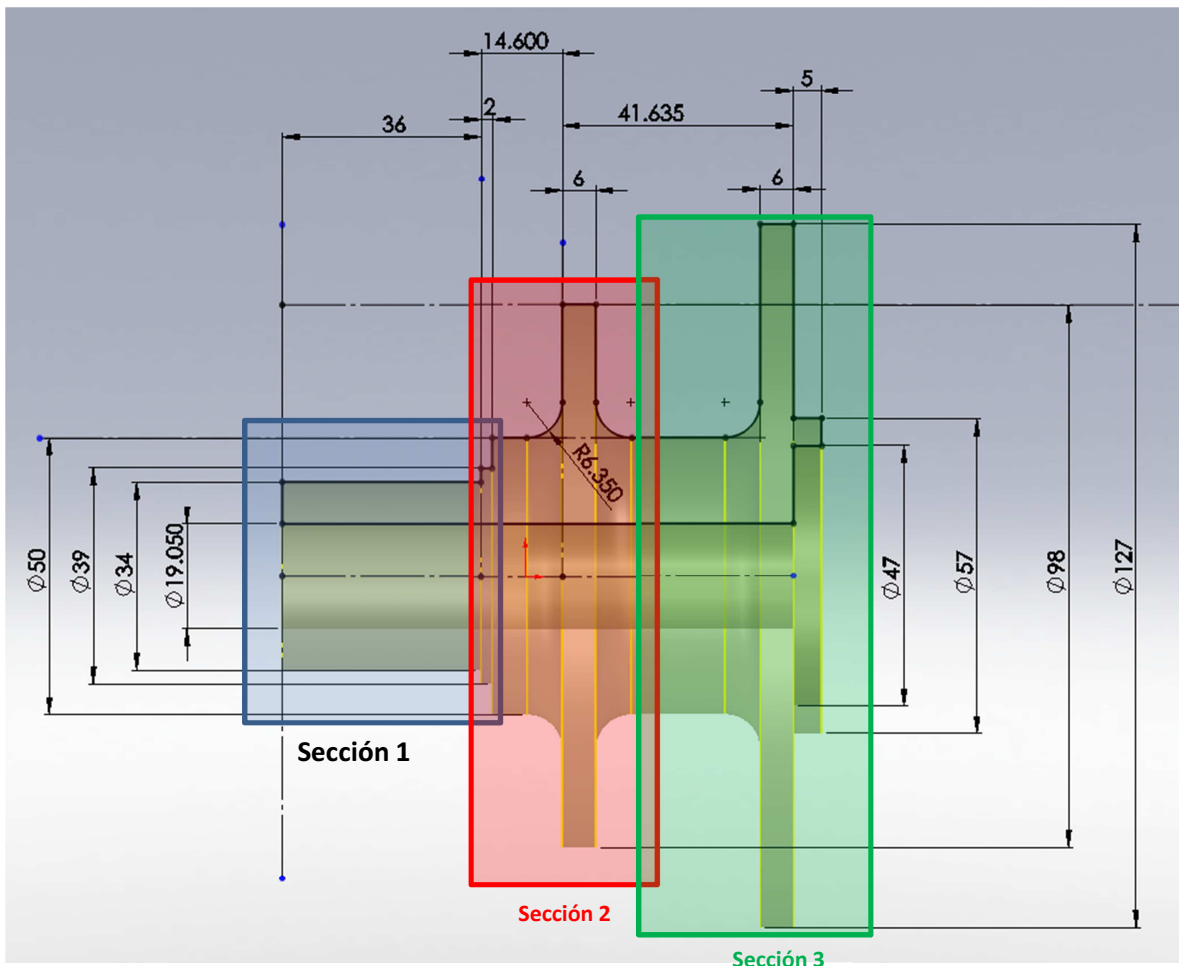 14.600
5
2
41.635
36
6
6
R6.350
Ø50
Ø39
Ø34
Ø19.050
Ø47
Ø57
Ø98
Ø127
Sección 1
Sección 2
Sección 3